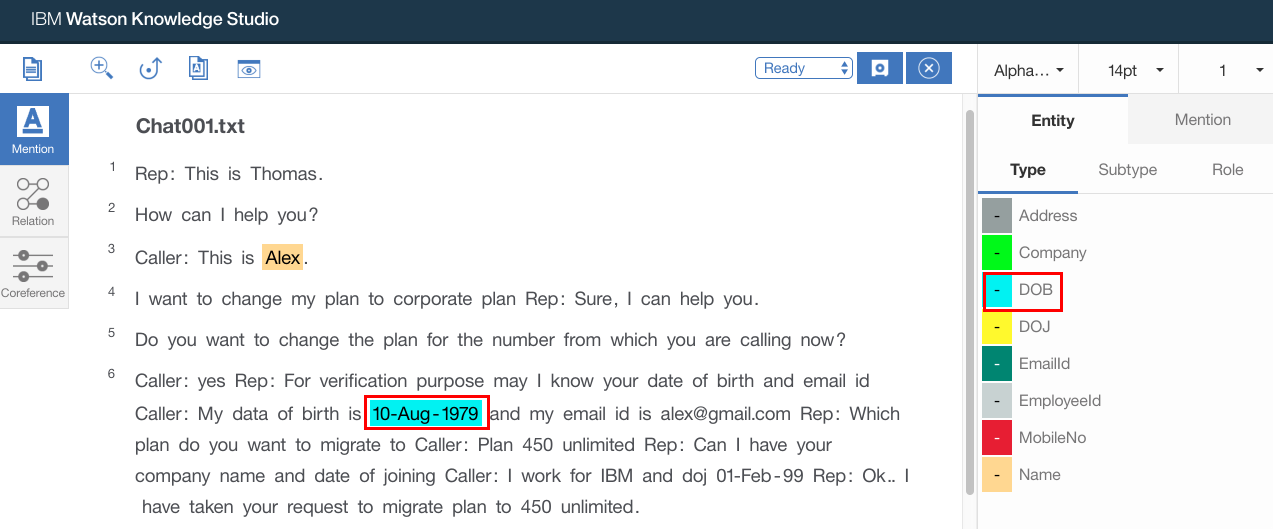 IBM Watson Knowledge Studio
Ready
Alpha...
14pt
1
A
Mention
Relation
Coreference
Chat001.txt
1 Rep: This is Thomas.
2 How can I help you?
3 Caller: This is Alex.
4 I want to change my plan to corporate plan Rep: Sure, I can help you.
5 Do you want to change the plan for the number from which you are calling now?
6 Caller: yes Rep: For verification purpose may I know your date of birth and email id
Caller: My data of birth is 10-Aug-1979 and my email id is alex@gmail.com Rep: Which
plan do you want to migrate to Caller: Plan 450 unlimited Rep: Can I have your
company name and date of joining Caller: I work for IBM and doj 01-Feb-99 Rep: Ok.. I
have taken your request to migrate plan to 450 unlimited.
Entity
Mention
Type
Subtype
Role
- Address
- Company
- DOB
- DOJ
- EmailId
- EmployeeId
- MobileNo
- Name